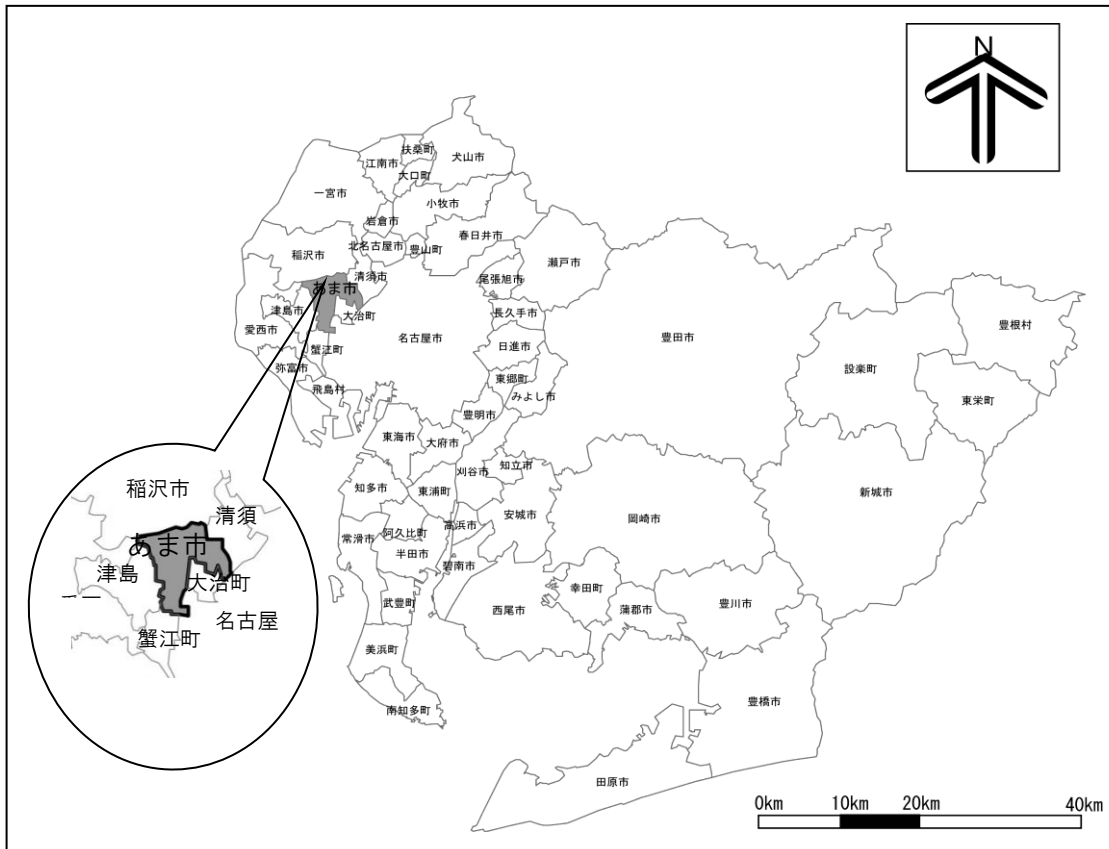 N
扶桑町
犬山市
江南市
大口町
一宮市
小牧市
岩倉市
春日井市
北名古屋市
豊山町
稲沢市
瀬戸市
清須市
尾張旭市
あま市
津島市
大治町
長久手市
愛西市
名古屋市
豊田市
豊根村
日進市
蟹江町
設楽町
弥富市
東郷町
飛島村
みよし市
東栄町
豊明市
東海市
大府市
刈谷市
知立市
知多市
東浦町
新城市
安城市
岡崎市
高浜市
阿久比町
常滑市
半田市
碧南市
幸田町
武豊町
西尾市
蒲郡市
豊川市
美浜町
豊橋市
南知多町
田原市
稲沢市
清須
あま市
津島
大治町
名古屋
蟹江町
0km 10km 20km 40km